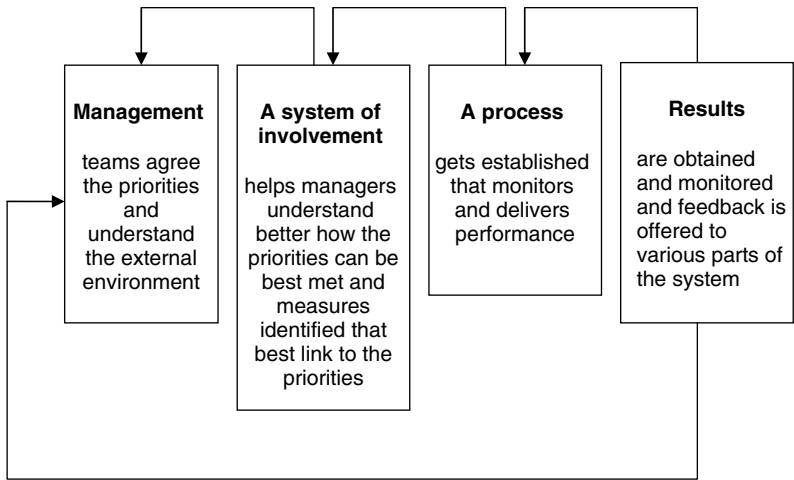 Management
teams agree
the priorities
and
understand
the external
environment
A system of
involvement
helps managers
understand
better how the
priorities can be
best met and
measures
identified that
best link to the
priorities
A process
gets established
that monitors
and delivers
performance
Results
are obtained
and monitored
and feedback is
offered to
various parts of
the system